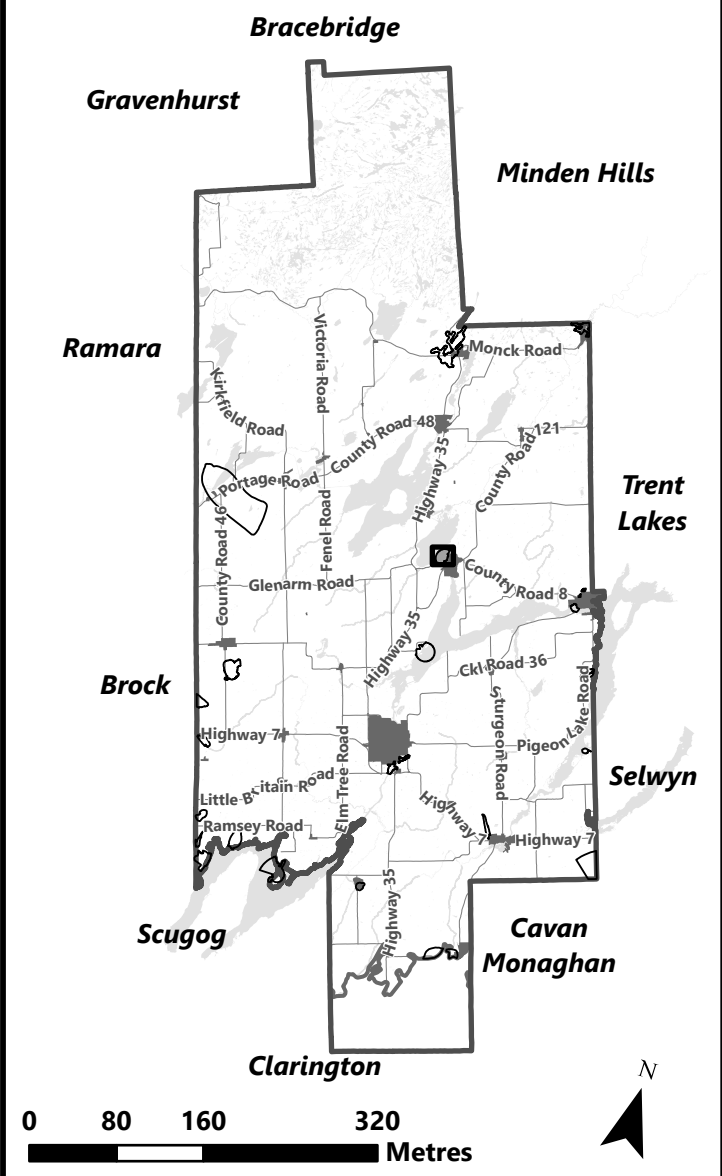 Bracebridge
Gravenhurst
Minden Hills
Ramara
Victoria Road
Monck Road
Kirkfield Road
County Road 48
121
County Road
Highway 35
Portage Road
Trent
Lakes
County Road 46
Fenel Road
Glenarm Road
County Road 8
Highway 35
Ckl Road 36
Brock
Sturgeon Road
Pigeon Lake Road
Highway 7
Elm Tree Road
Selwyn
Little Britain Road
Ramsey Road
Highway 7
Highway 7
Highway 35
Scugog
Cavan
Monaghan
Clarington
N
0 80 160 320
Metres